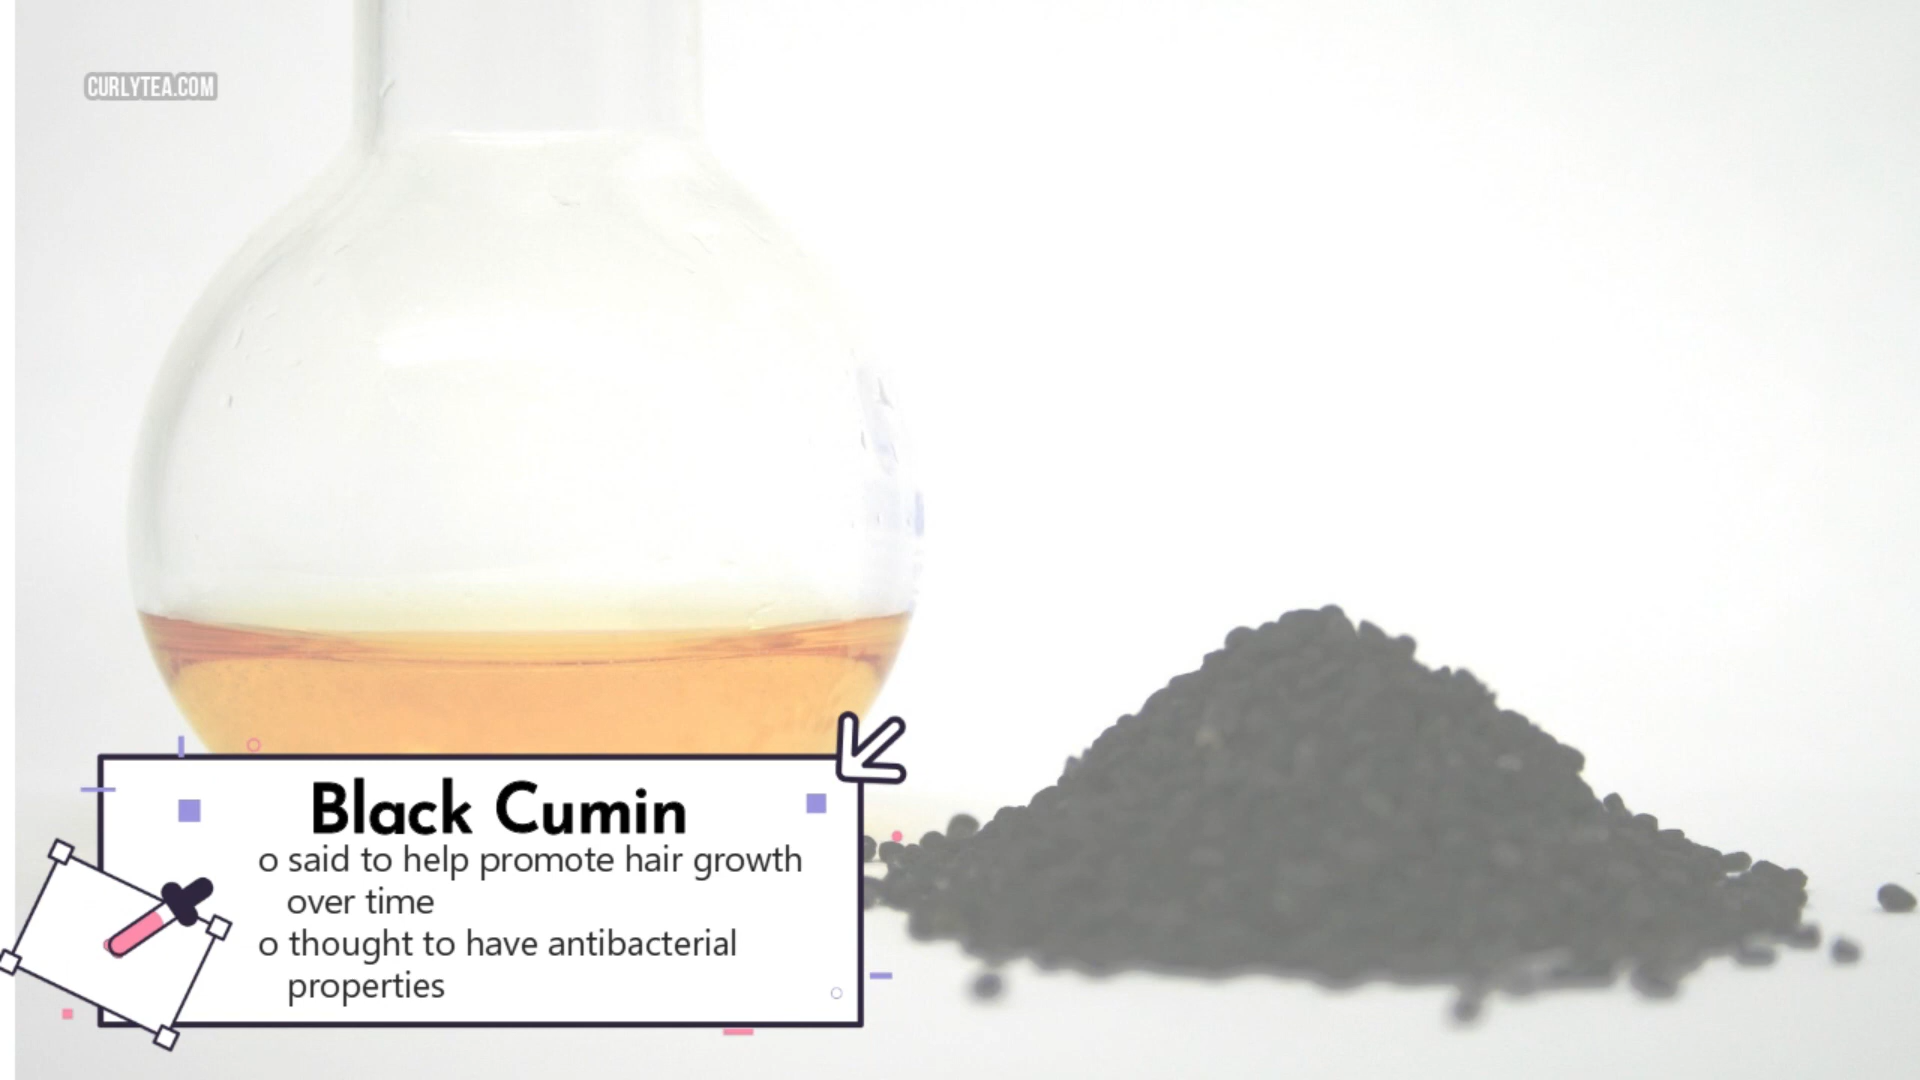 CURLYTEA.COM
Black Cumin
o said to help promote hair growth
over time
o thought to have antibacterial
properties